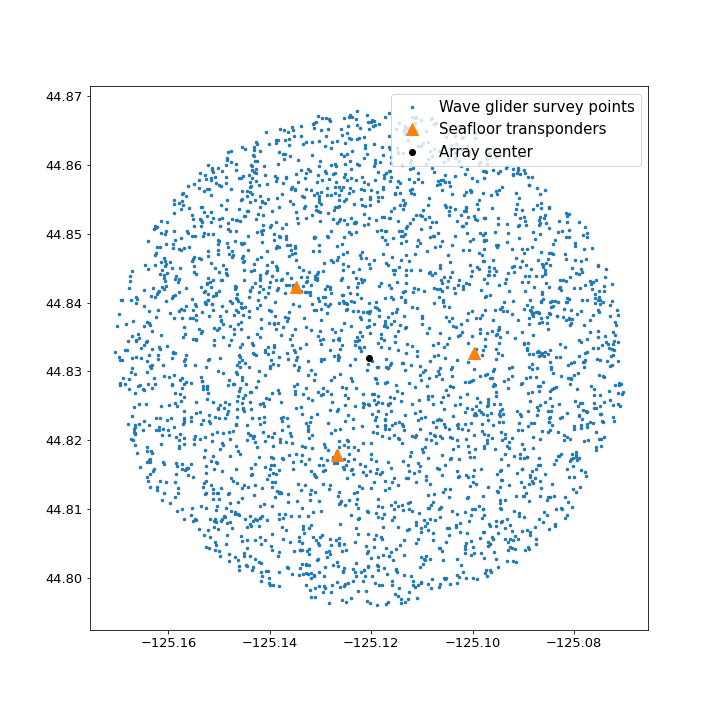 Wave glider survey points
Seafloor transponders
Array center
44.87
44.86
44.85
44.84
44.83
44.82
44.81
44.80
−125.16 −125.14 −125.12 −125.10 −125.08